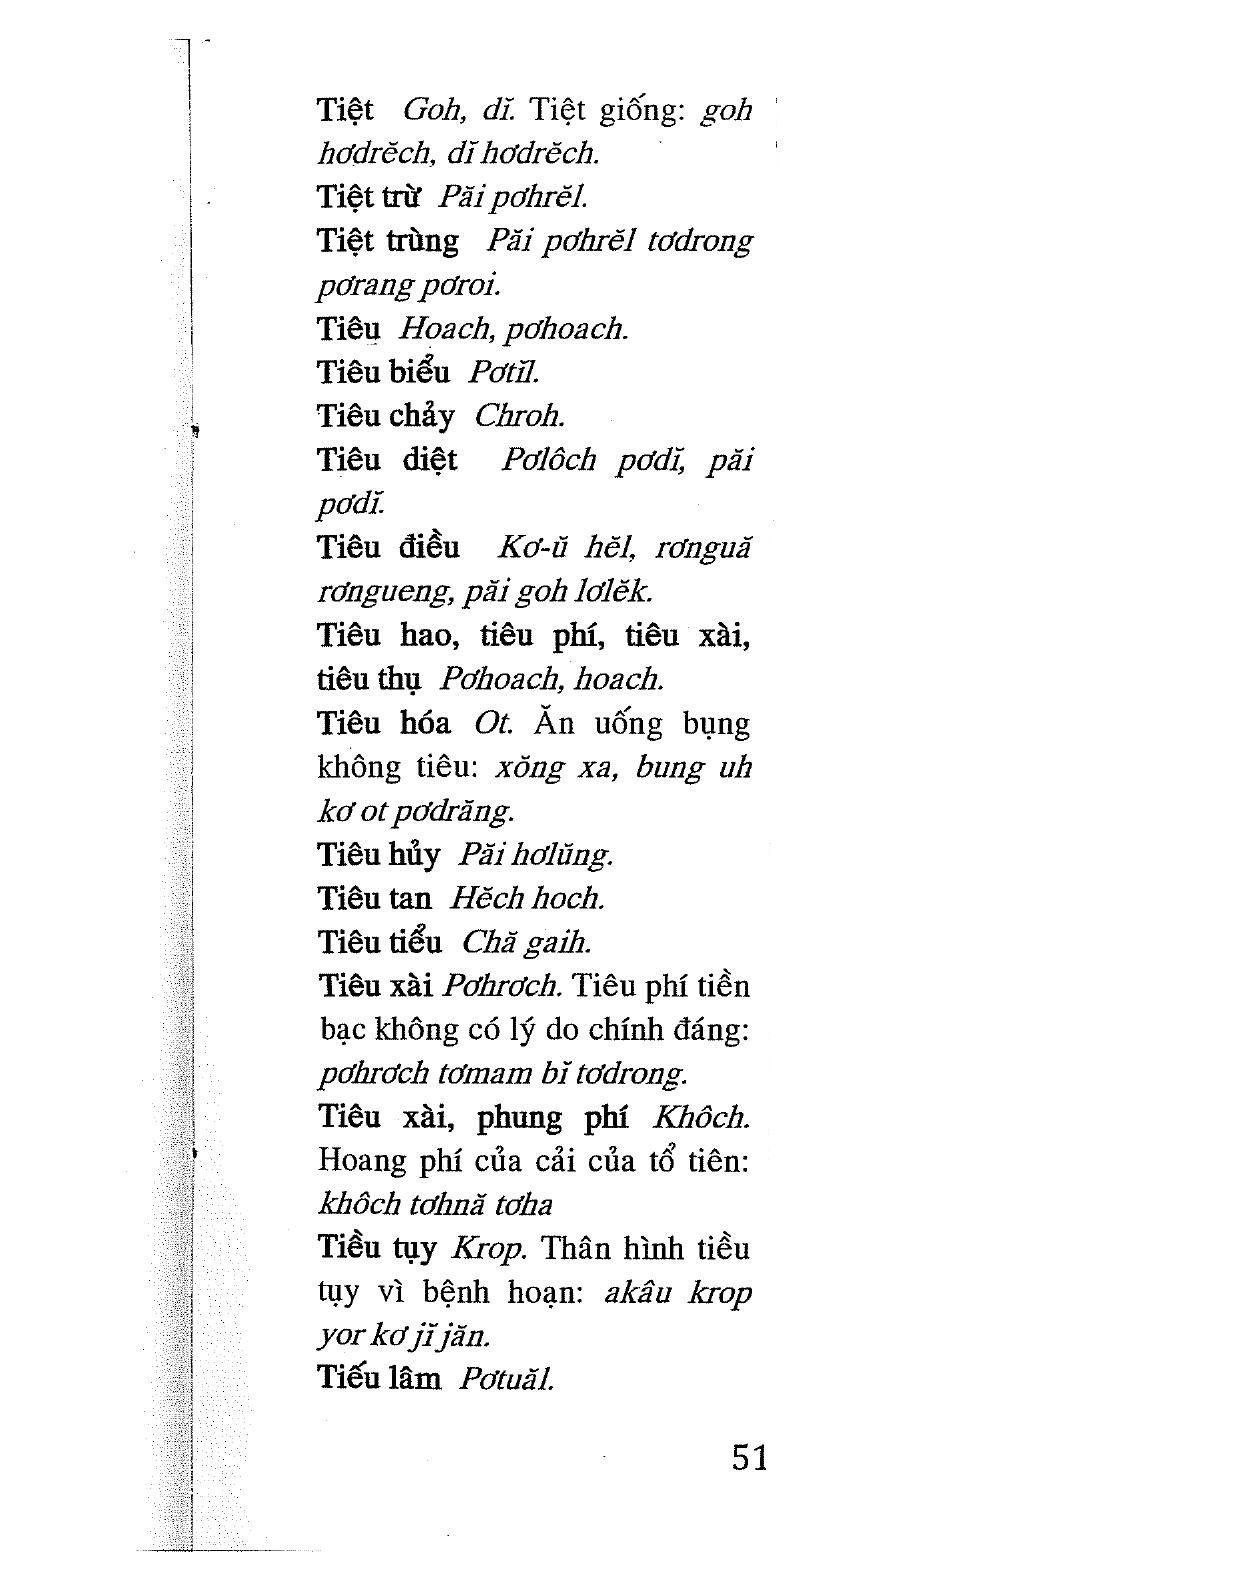 Tiệt Goh, dĭ. Tiệt giống: goh
hơdrĕch, dĭ hơdrĕch.
Tiệt trừ Păi pơhrĕl.
Tiệt trùng Păi pơhrĕl tơdrong
pơrang pơroi.
Tiêu Hoach, pơhoach.
Tiêu biểu Pơtĭl.
Tiêu chảy Chroh.
Tiêu diệt Pơlôch pơdĭ, păi
pơdĭ.
Tiêu điều Kơ-ŭ hĕl, rơnguă
rơngueng, păi goh lơlĕk.
Tiêu hao, tiêu phí, tiêu xài,
tiêu thụ Pơhoach, hoach.
Tiêu hóa Ot. Ăn uống bụng
không tiêu: xŏng xa, bung uh
kơ ot pơdrăng.
Tiêu hủy Păi hơlŭng.
Tiêu tan Hĕch hoch.
Tiêu tiểu Chă gaih.
Tiêu xài Pơhrơch. Tiêu phí tiền
bạc không có lý do chính đáng:
pơhrơch tơmam bĭ tơdrong.
Tiêu xài, phung phí Khôch.
Hoang phí của cải của tổ tiên:
khôch tơhnă tơha
Tiều tụy Krop. Thân hình tiều
tụy vì bệnh hoạn: akâu krop
yor kơ jĭ jăn.
Tiếu lâm Pơtuăl.
51